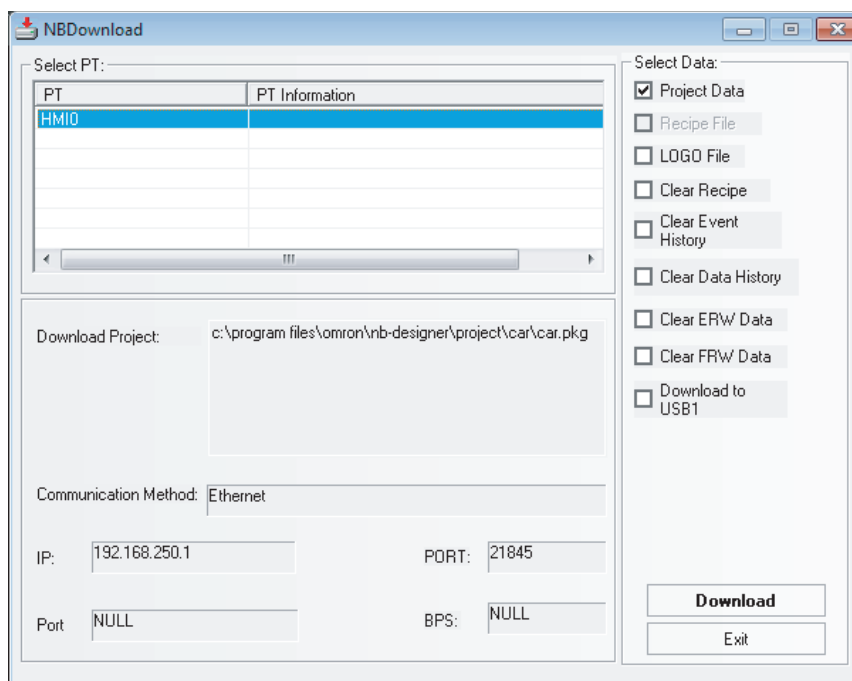 NBDownload
Select PT:
PT
PT Information
HMI0
Download Project:
c:\program files\omron\nb-designer\project\car\car.pkg
Communication Method:
Ethernet
IP:
192.168.250.1
PORT:
21845
Port
NULL
BPS:
NULL
Select Data:
Project Data
Recipe File
LOGO File
Clear Recipe
Clear Event
History
Clear Data History
Clear ERW Data
Clear FRW Data
Download to
USB1
Download
Exit